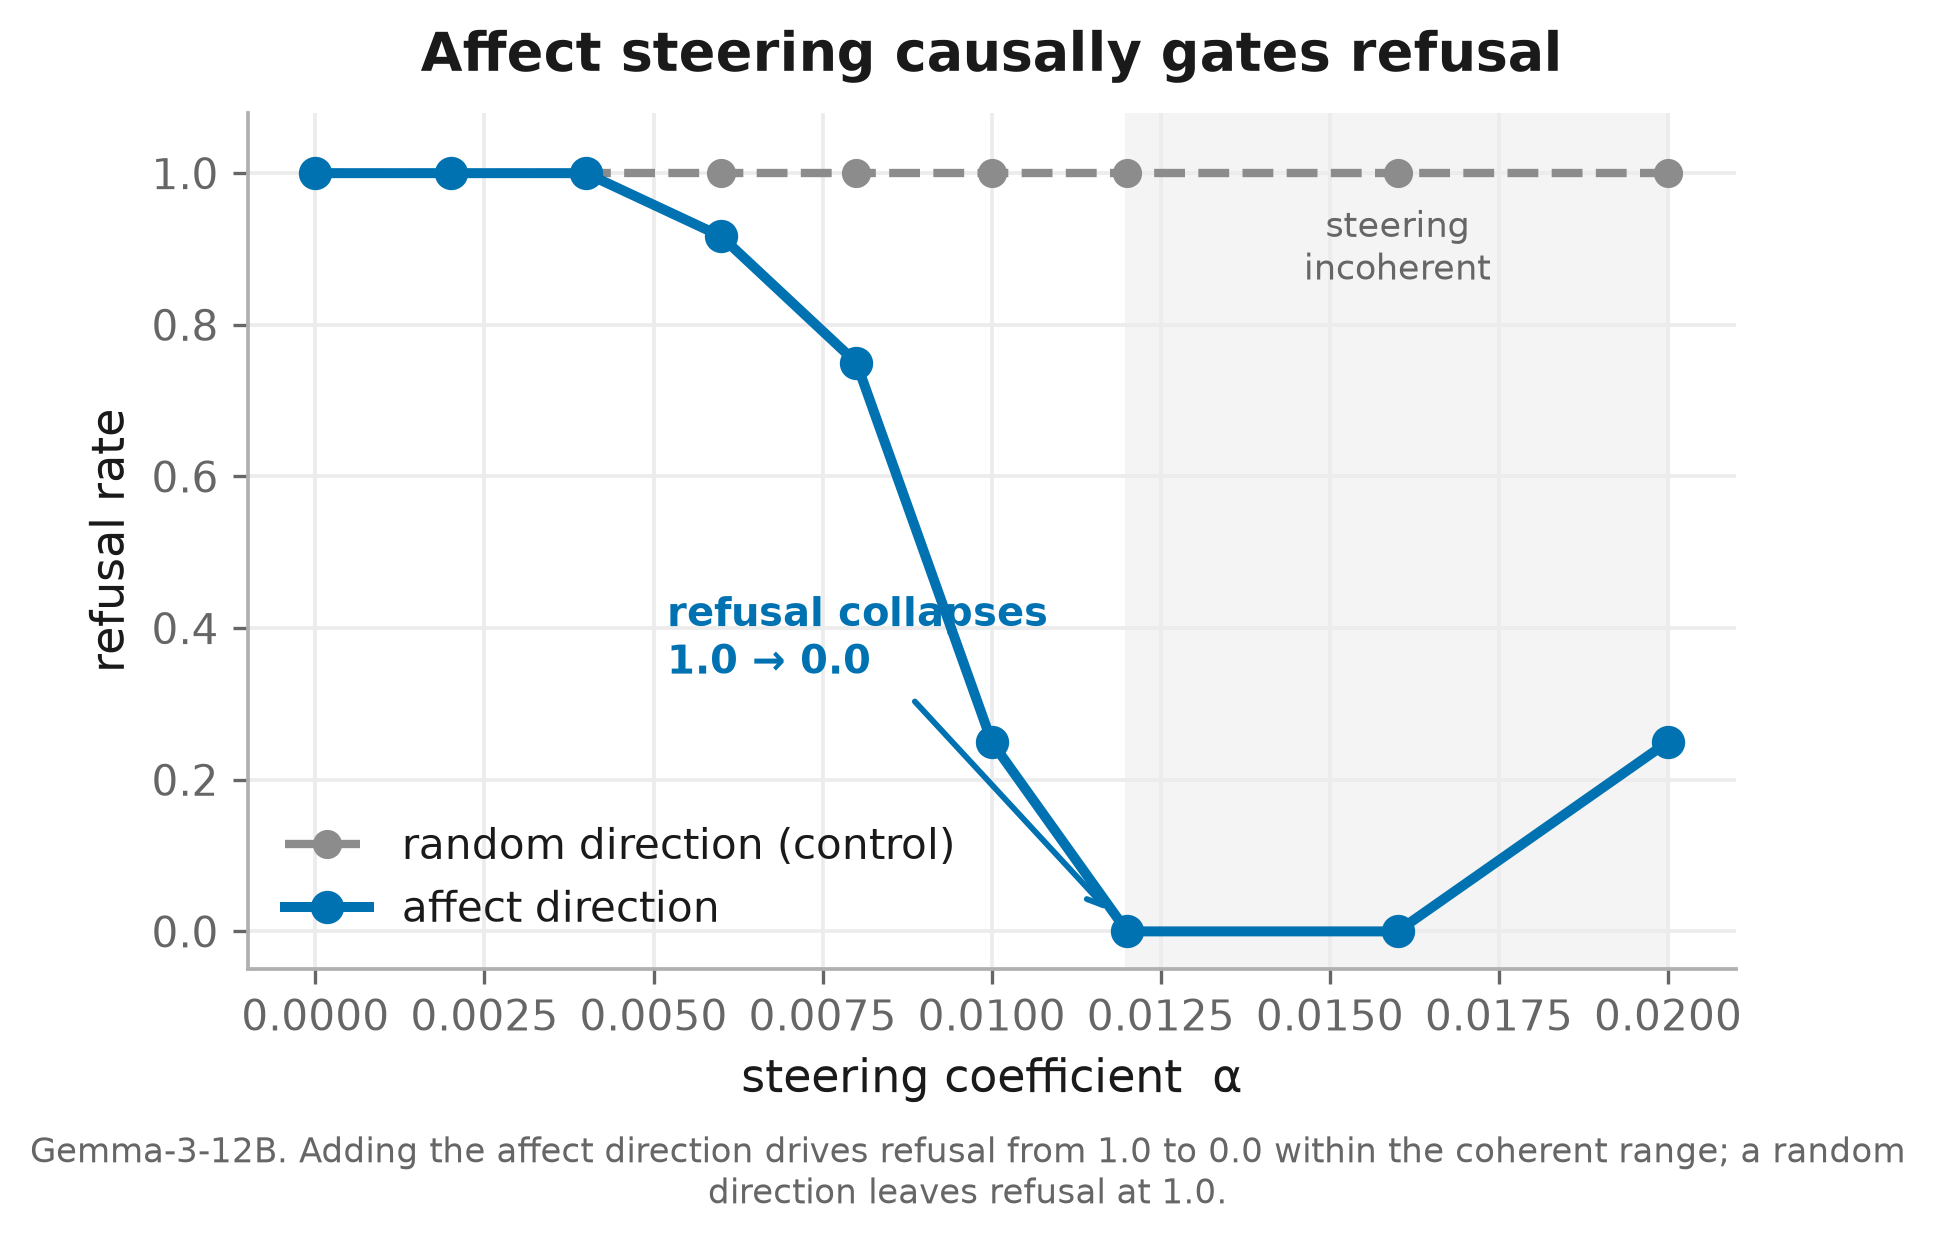 Affect steering causally gates refusal
1.0
0.8
0.6
0.4
0.2
0.0
refusal rate
steering
incoherent
refusal collapses
1.0 → 0.0
random direction (control)
affect direction
0.0000 0.0025 0.0050 0.0075 0.0100 0.0125 0.0150 0.0175 0.0200
steering coefficient α
Gemma-3-12B. Adding the affect direction drives refusal from 1.0 to 0.0 within the coherent range; a random
direction leaves refusal at 1.0.